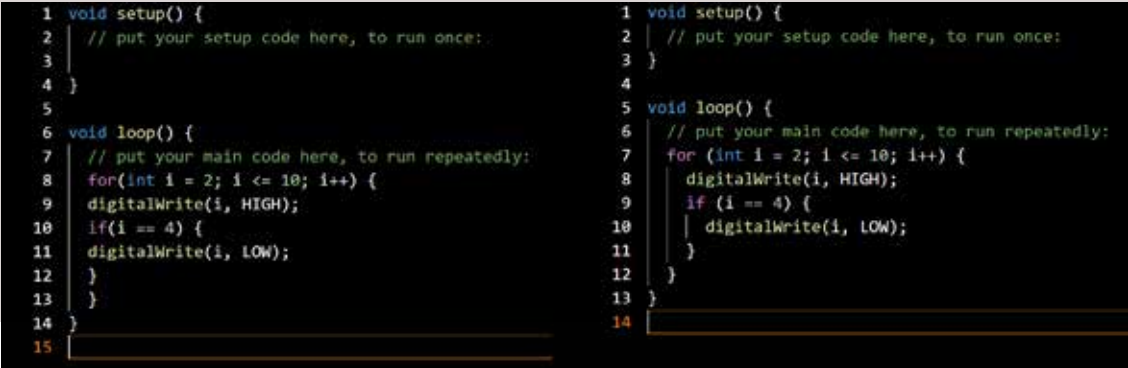 1 void setup() {
2 // put your setup code here, to run once:
3
4 }
5
6 void loop() {
7 // put your main code here, to run repeatedly:
8 for(int i = 2; i <= 10; i++) {
9 digitalWrite(i, HIGH);
10 if(i == 4) {
11 digitalWrite(i, LOW);
12 }
13 }
14 }
15
1 void setup() {
2 // put your setup code here, to run once:
3 }
4
5 void loop() {
6 // put your main code here, to run repeatedly:
7 for (int i = 2; i <= 10; i++) {
8 digitalWrite(i, HIGH);
9 if (i == 4) {
10 digitalWrite(i, LOW);
11 }
12 }
13 }
14